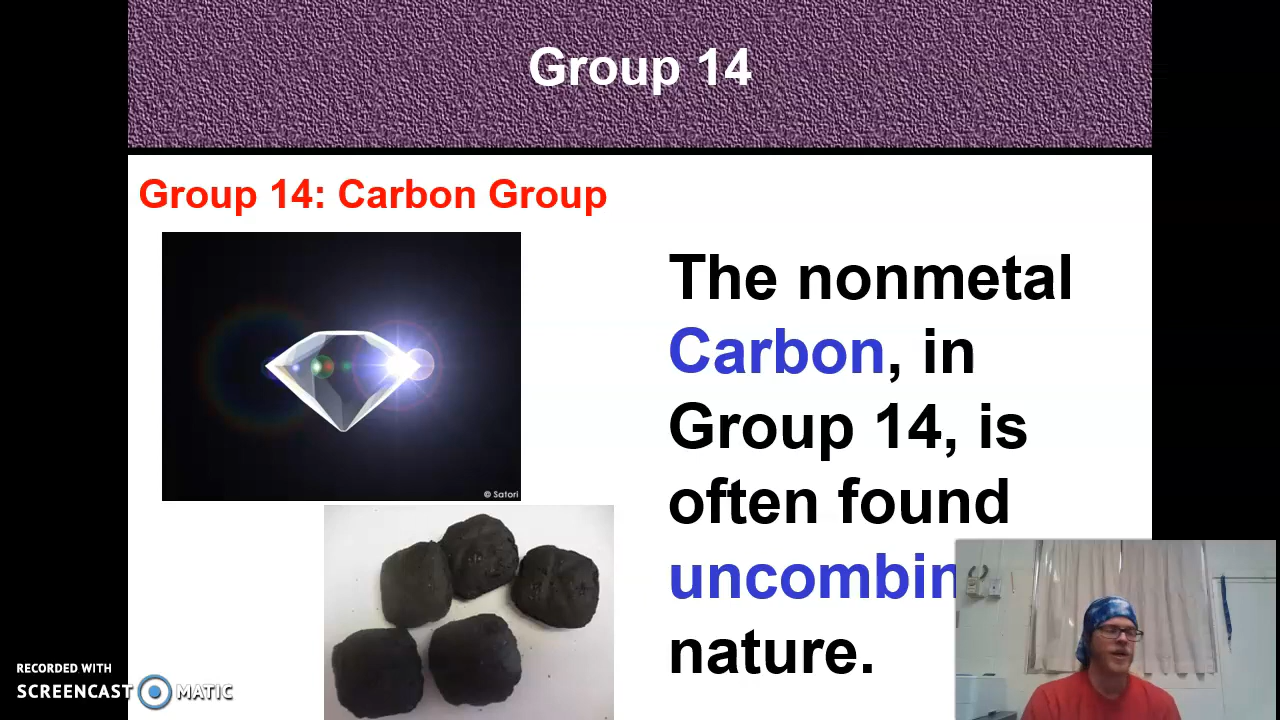 Group 14
Group 14: Carbon Group
© Satori
The nonmetal
Carbon, in
Group 14, is
often found
nature.
RECORDED WITH
SCREENCAST MATIC